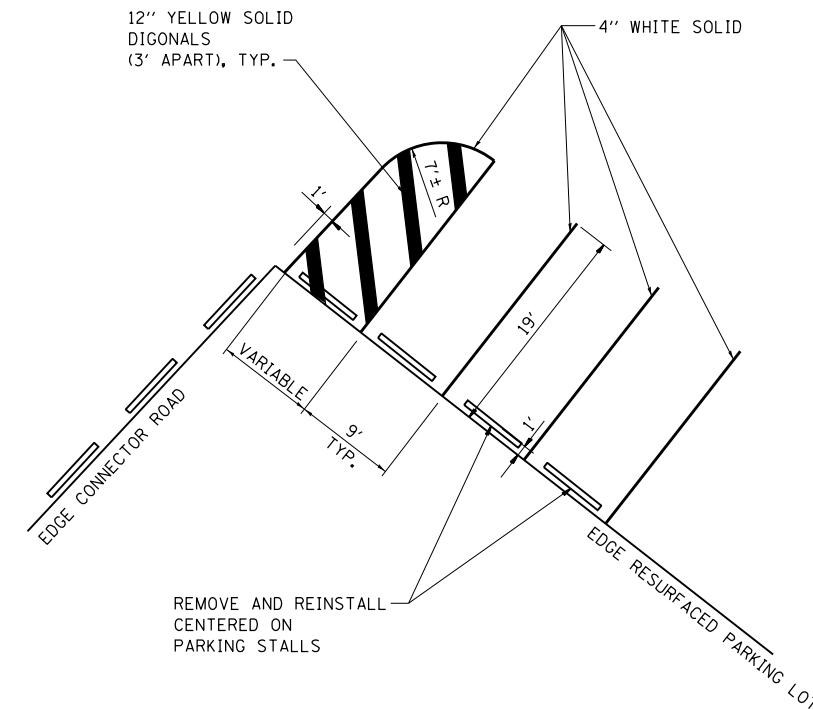 12" YELLOW SOLID
DIGONALS
(3' APART), TYP.
4" WHITE SOLID
7'± R
1'
19'
VARIABLE
9'
TYP.
1'
EDGE CONNECTOR ROAD
EDGE RESURFACED PARKING LOT
REMOVE AND REINSTALL
CENTERED ON
PARKING STALLS